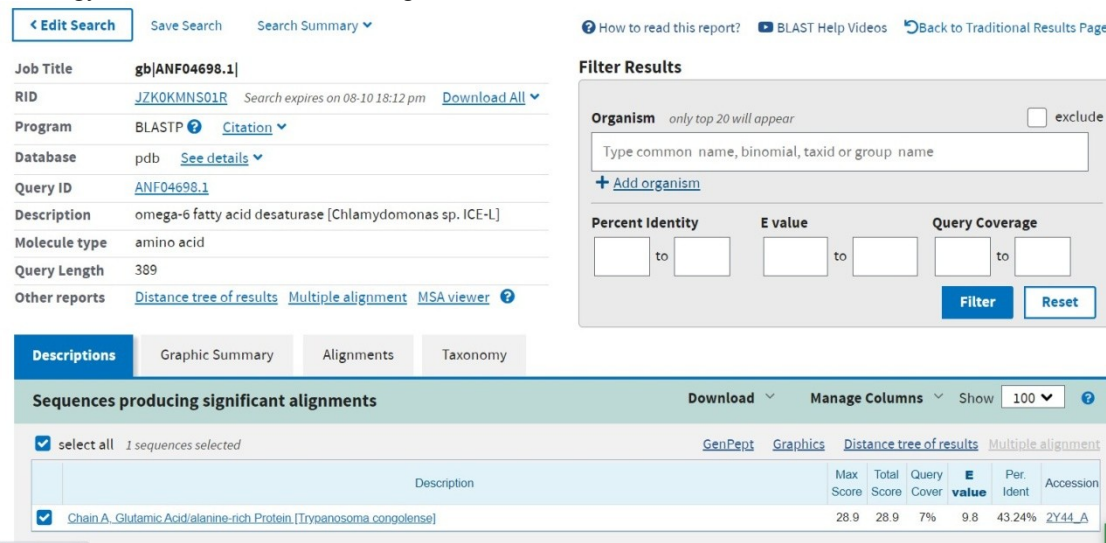 Edit Search Save Search Search Summary
How to read this report? BLAST Help Videos Back to Traditional Results Page
Job Title gb|ANF04698.1|
RID JZK0KMNS01R Search expires on 08-10 18:12 pm Download All
Program BLASTP Citation
Database pdb See details
Query ID ANF04698.1
Description omega-6 fatty acid desaturase [Chlamydomonas sp. ICE-L]
Molecule type amino acid
Query Length 389
Other reports Distance tree of results Multiple alignment MSA viewer
Filter Results
Organism only top 20 will appear exclude
Type common name, binomial, taxid or group name
+ Add organism
Percent Identity E value Query Coverage
to to to
Filter Reset
Descriptions Graphic Summary Alignments Taxonomy
Sequences producing significant alignments Download Manage Columns Show 100
select all 1 sequences selected GenPept Graphics Distance tree of results Multiple alignment
Description Max Score Total Score Query Cover E value Per. Ident Accession
Chain A, Glutamic Acid/alanine-rich Protein [Trypanosoma congolense] 28.9 28.9 7% 9.8 43.24% 2Y44_A